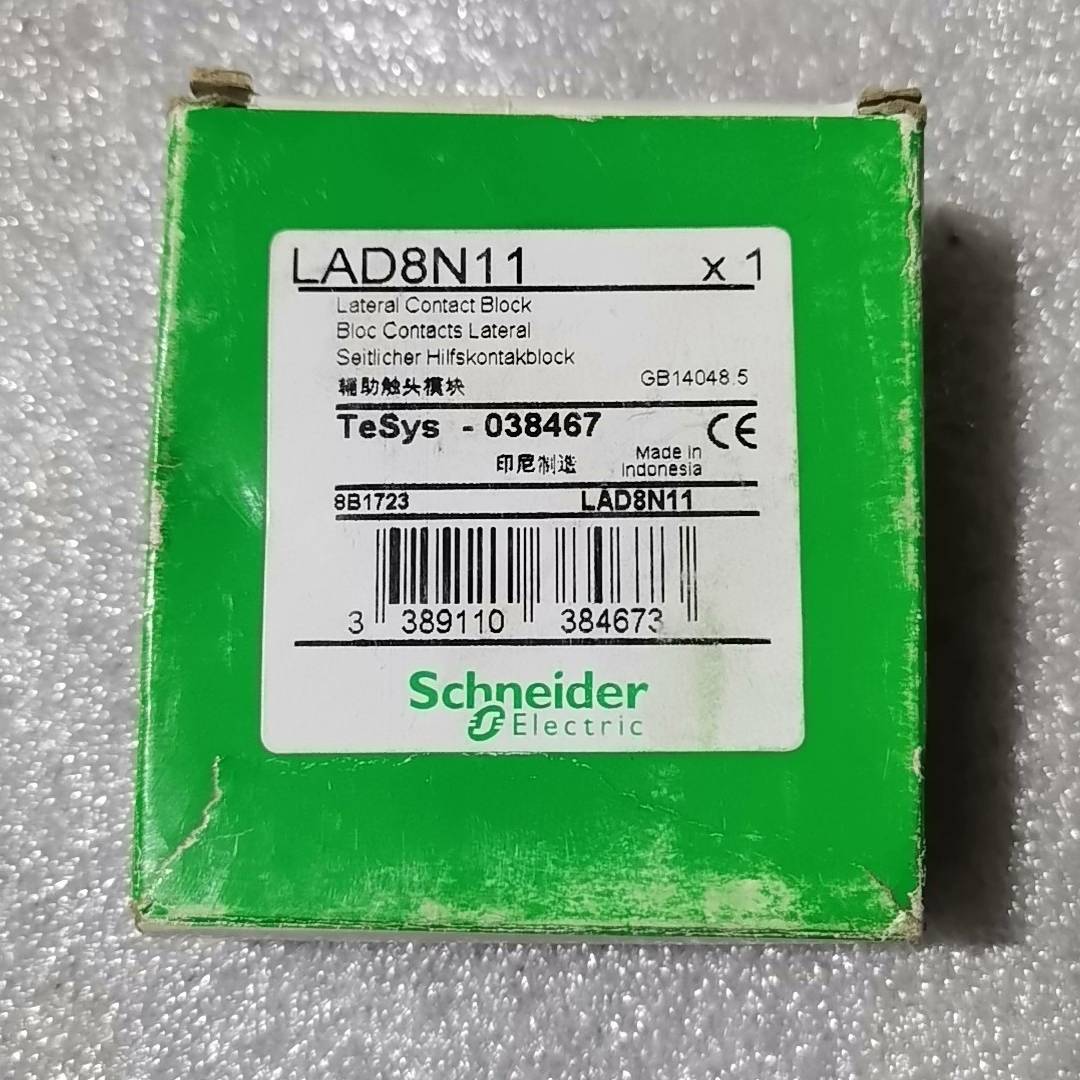 LAD8N11 x 1
Lateral Contact Block
Bloc Contacts Lateral
Seitlicher Hilfskontakblock
辅助触头模块 GB14048.5
TeSys - 038467 CE
印尼制造 Made in Indonesia
8B1723 LAD8N11
3 389110 384673
Schneider
Electric